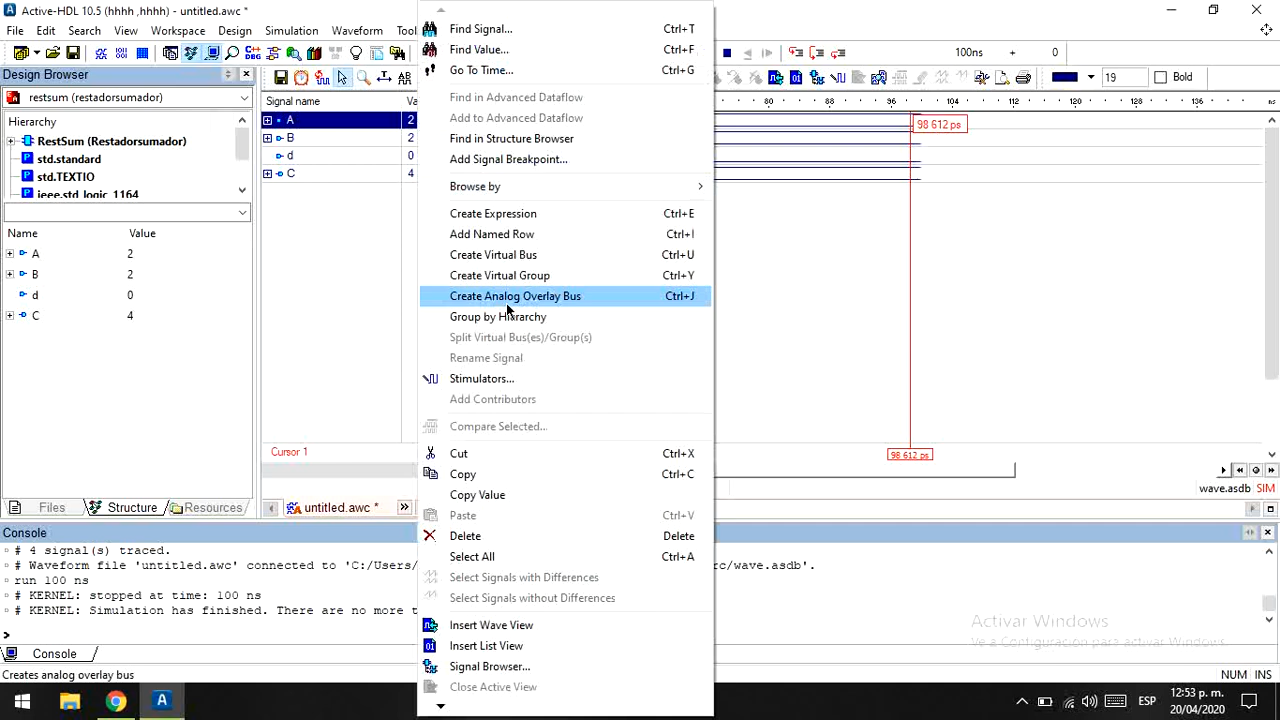 Active-HDL 10.5 (hhhh ,hhhh) - untitled.awc *
File Edit Search View Workspace Design Simulation Waveform
100ns 0
Design Browser
19 Bold
restsum (restadorsumador)
Signal name
80 88 96 104 112 120 128 136
Hierarchy
A 2
98 612 ps
RestSum (Restadorsumador)
B 2
std.standard
d 0
std.TEXTIO
C 4
ieee.std_logic_1164
Name Value
A 2
B 2
d 0
C 4
Cursor 1
98 612 ps
wave.asdb SIM
Files Structure Resources untitled.awc *
Find Signal... Ctrl+T
Find Value... Ctrl+F
Go To Time... Ctrl+G
Find in Advanced Dataflow
Add to Advanced Dataflow
Find in Structure Browser
Add Signal Breakpoint...
Browse by
Create Expression Ctrl+E
Add Named Row Ctrl+I
Create Virtual Bus Ctrl+U
Create Virtual Group Ctrl+Y
Create Analog Overlay Bus Ctrl+J
Group by Hierarchy
Split Virtual Bus(es)/Group(s)
Rename Signal
Stimulators...
Add Contributors
Compare Selected...
Cut Ctrl+X
Copy Ctrl+C
Copy Value
Paste Ctrl+V
Delete Delete
Select All Ctrl+A
Select Signals with Differences
Select Signals without Differences
Insert Wave View
Insert List View
Signal Browser...
Close Active View
Console
# 4 signal(s) traced.
# Waveform file 'untitled.awc' connected to 'C:/Users/ rc/wave.asdb'.
run 100 ns
# KERNEL: stopped at time: 100 ns
# KERNEL: Simulation has finished. There are no more t
>
Activar Windows
Ve a Configuración para activar Windows.
Console
Creates analog overlay bus
NUM INS
ESP
12:53 p. m.
20/04/2020